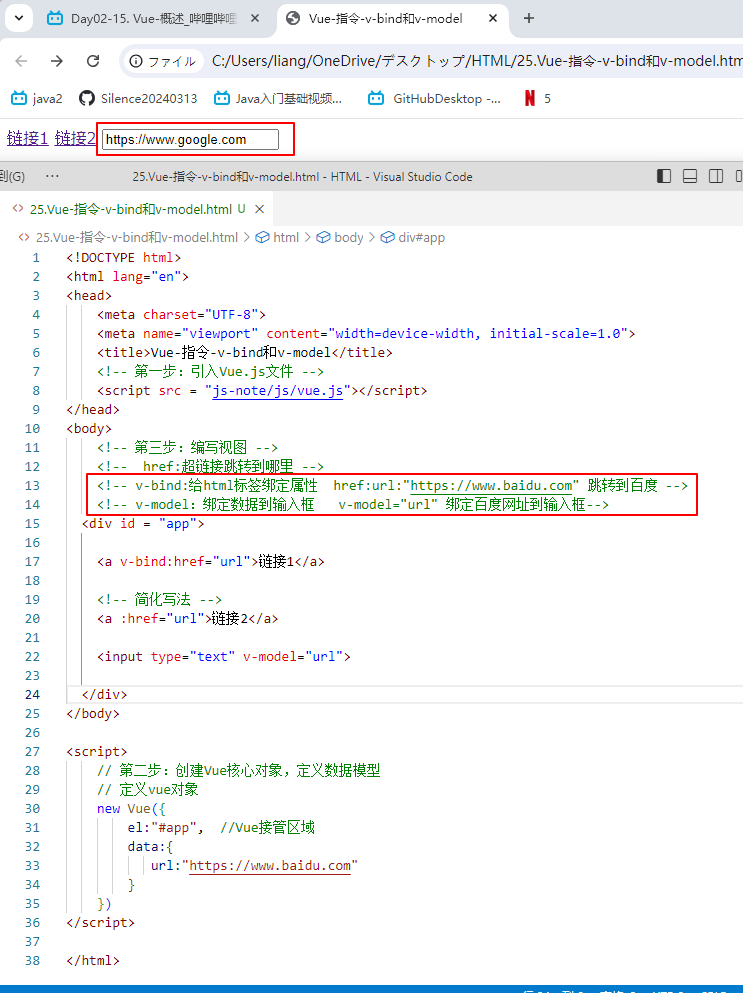 Day02-15. Vue-概述_哔哩哔哩
Vue-指令-v-bind和v-model
ファイル C:/Users/liang/OneDrive/デスクトップ/HTML/25.Vue-指令-v-bind和v-model.htm
java2 Silence20240313 Java入门基础视频... GitHubDesktop -... 5
链接1 链接2 https://www.google.com
到(G) ··· 25.Vue-指令-v-bind和v-model.html - HTML - Visual Studio Code
25.Vue-指令-v-bind和v-model.html U
25.Vue-指令-v-bind和v-model.html > html > body > div#app
1 <!DOCTYPE html>
2 <html lang="en">
3 <head>
4 <meta charset="UTF-8">
5 <meta name="viewport" content="width=device-width, initial-scale=1.0">
6 <title>Vue-指令-v-bind和v-model</title>
7 <!-- 第一步：引入Vue.js文件 -->
8 <script src = "js-note/js/vue.js"></script>
9 </head>
10 <body>
11 <!-- 第三步：编写视图 -->
12 <!-- href:超链接跳转到哪里 -->
13 <!-- v-bind:给html标签绑定属性 href:url:"https://www.baidu.com" 跳转到百度 -->
14 <!-- v-model：绑定数据到输入框 v-model="url" 绑定百度网址到输入框-->
15 <div id = "app">
16
17 <a v-bind:href="url">链接1</a>
18
19 <!-- 简化写法 -->
20 <a :href="url">链接2</a>
21
22 <input type="text" v-model="url">
23
24 </div>
25 </body>
26
27 <script>
28 // 第二步：创建Vue核心对象，定义数据模型
29 // 定义vue对象
30 new Vue({
31 el:"#app", //Vue接管区域
32 data:{
33 url:"https://www.baidu.com"
34 }
35 })
36 </script>
37
38 </html>